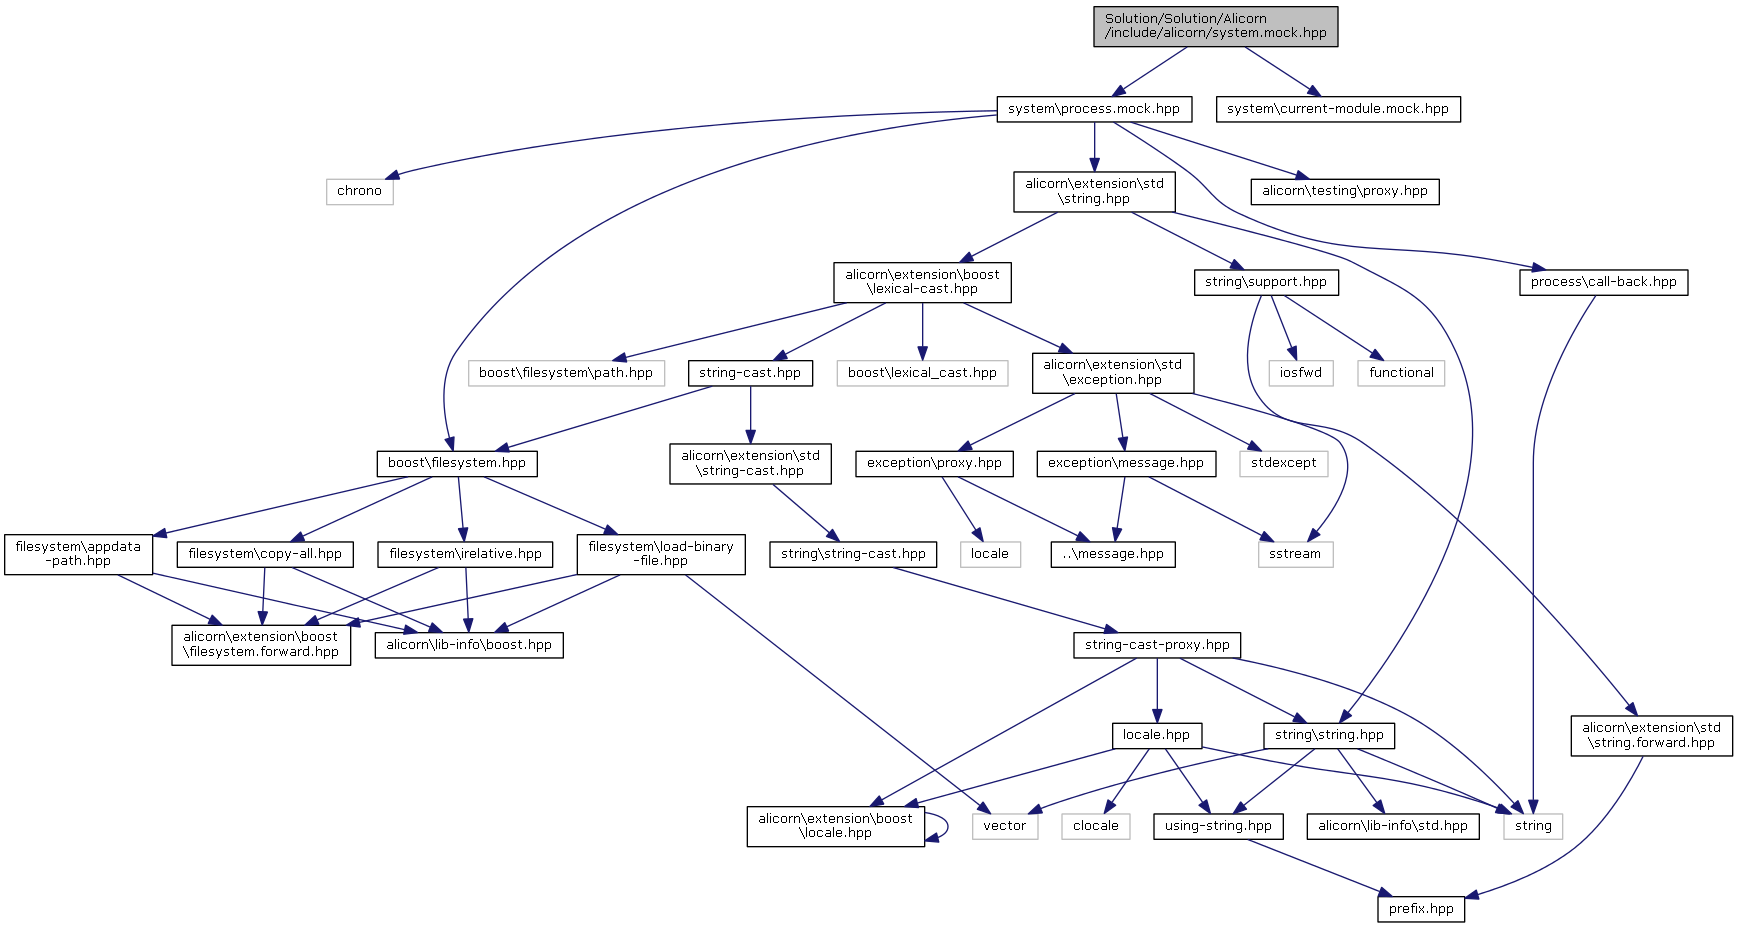 Solution/Solution/Alicorn
/include/alicorn/system.mock.hpp
system\process.mock.hpp
system\current-module.mock.hpp
chrono
alicorn\extension\std
\string.hpp
alicorn\testing\proxy.hpp
alicorn\extension\boost
\lexical-cast.hpp
string\support.hpp
process\call-back.hpp
boost\filesystem\path.hpp
string-cast.hpp
boost\lexical_cast.hpp
alicorn\extension\std
\exception.hpp
iosfwd
functional
boost\filesystem.hpp
alicorn\extension\std
\string-cast.hpp
exception\proxy.hpp
exception\message.hpp
stdexcept
filesystem\appdata
-path.hpp
filesystem\copy-all.hpp
filesystem\irelative.hpp
filesystem\load-binary
-file.hpp
string\string-cast.hpp
locale
..\message.hpp
sstream
alicorn\extension\boost
\filesystem.forward.hpp
alicorn\lib-info\boost.hpp
string-cast-proxy.hpp
locale.hpp
string\string.hpp
alicorn\extension\std
\string.forward.hpp
alicorn\extension\boost
\locale.hpp
vector
clocale
using-string.hpp
alicorn\lib-info\std.hpp
string
prefix.hpp